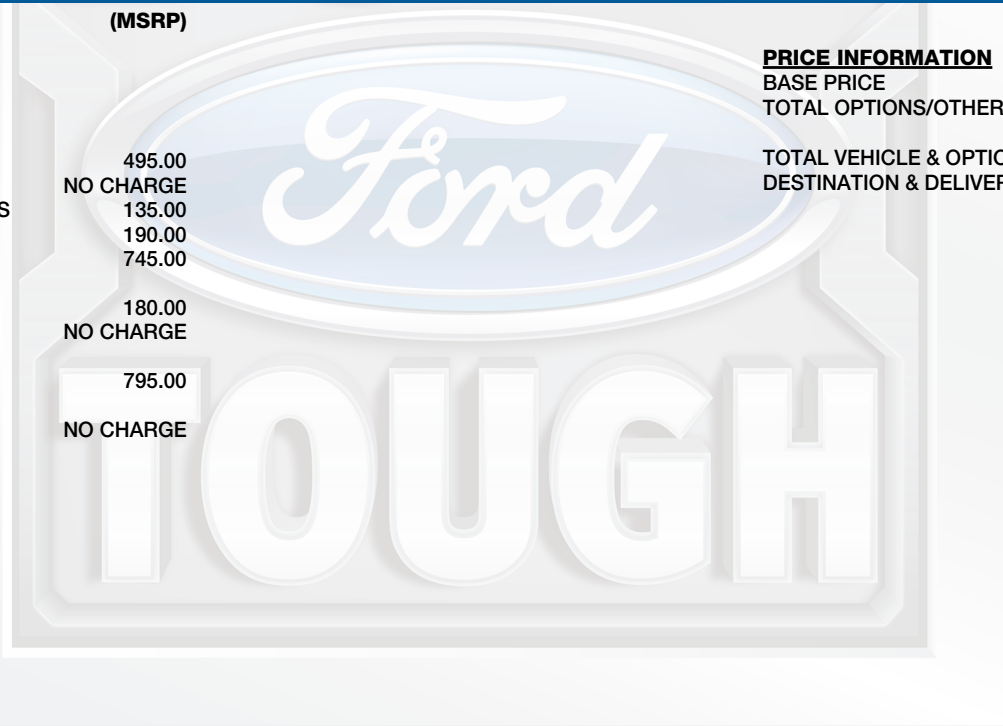 (MSRP)
495.00
NO CHARGE
S 135.00
190.00
745.00
180.00
NO CHARGE
795.00
NO CHARGE
PRICE INFORMATION
BASE PRICE
TOTAL OPTIONS/OTHER
TOTAL VEHICLE & OPTIO
DESTINATION & DELIVER
Ford
TOUGH